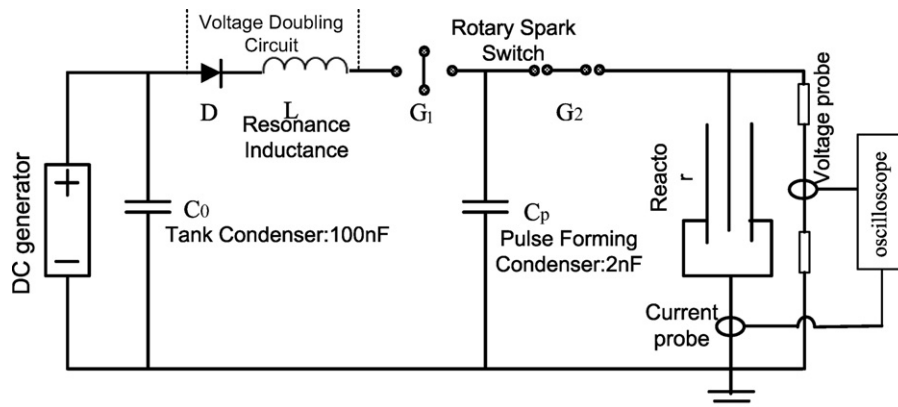 Voltage Doubling
Circuit
Rotary Spark
Switch
D
L
G1
G2
Resonance
Inductance
Voltage probe
oscilloscope
Reacto
r
DC generator
+
−
C0
Tank Condenser:100nF
Cp
Pulse Forming
Condenser:2nF
Current
probe